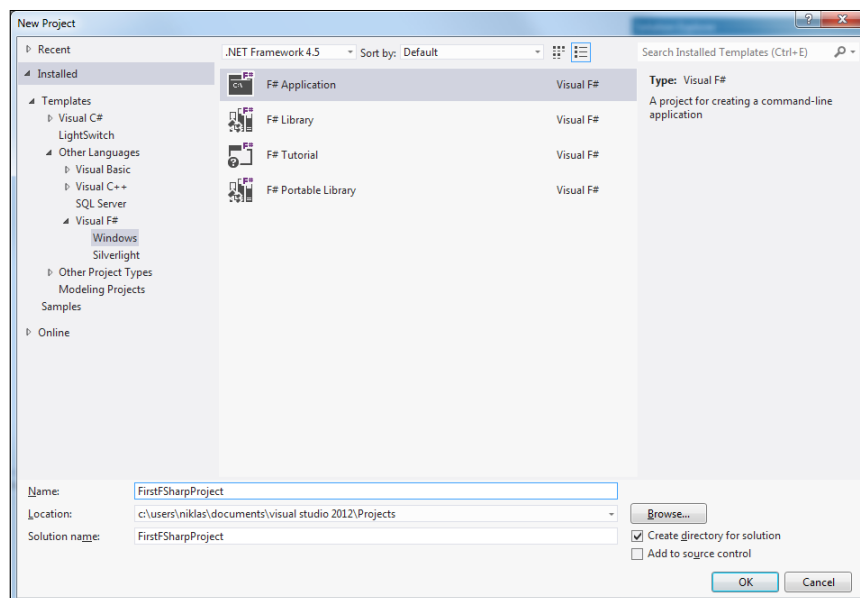 New Project
Recent
.NET Framework 4.5 Sort by: Default
Search Installed Templates (Ctrl+E)
Installed
Templates
Visual C#
LightSwitch
Other Languages
Visual Basic
Visual C++
SQL Server
Visual F#
Windows
Silverlight
Other Project Types
Modeling Projects
Samples
Online
F# Application Visual F#
F# Library Visual F#
F# Tutorial Visual F#
F# Portable Library Visual F#
Type: Visual F#
A project for creating a command-line
application
Name: FirstFSharpProject
Location: c:\users\niklas\documents\visual studio 2012\Projects
Browse...
Solution name: FirstFSharpProject
Create directory for solution
Add to source control
OK Cancel